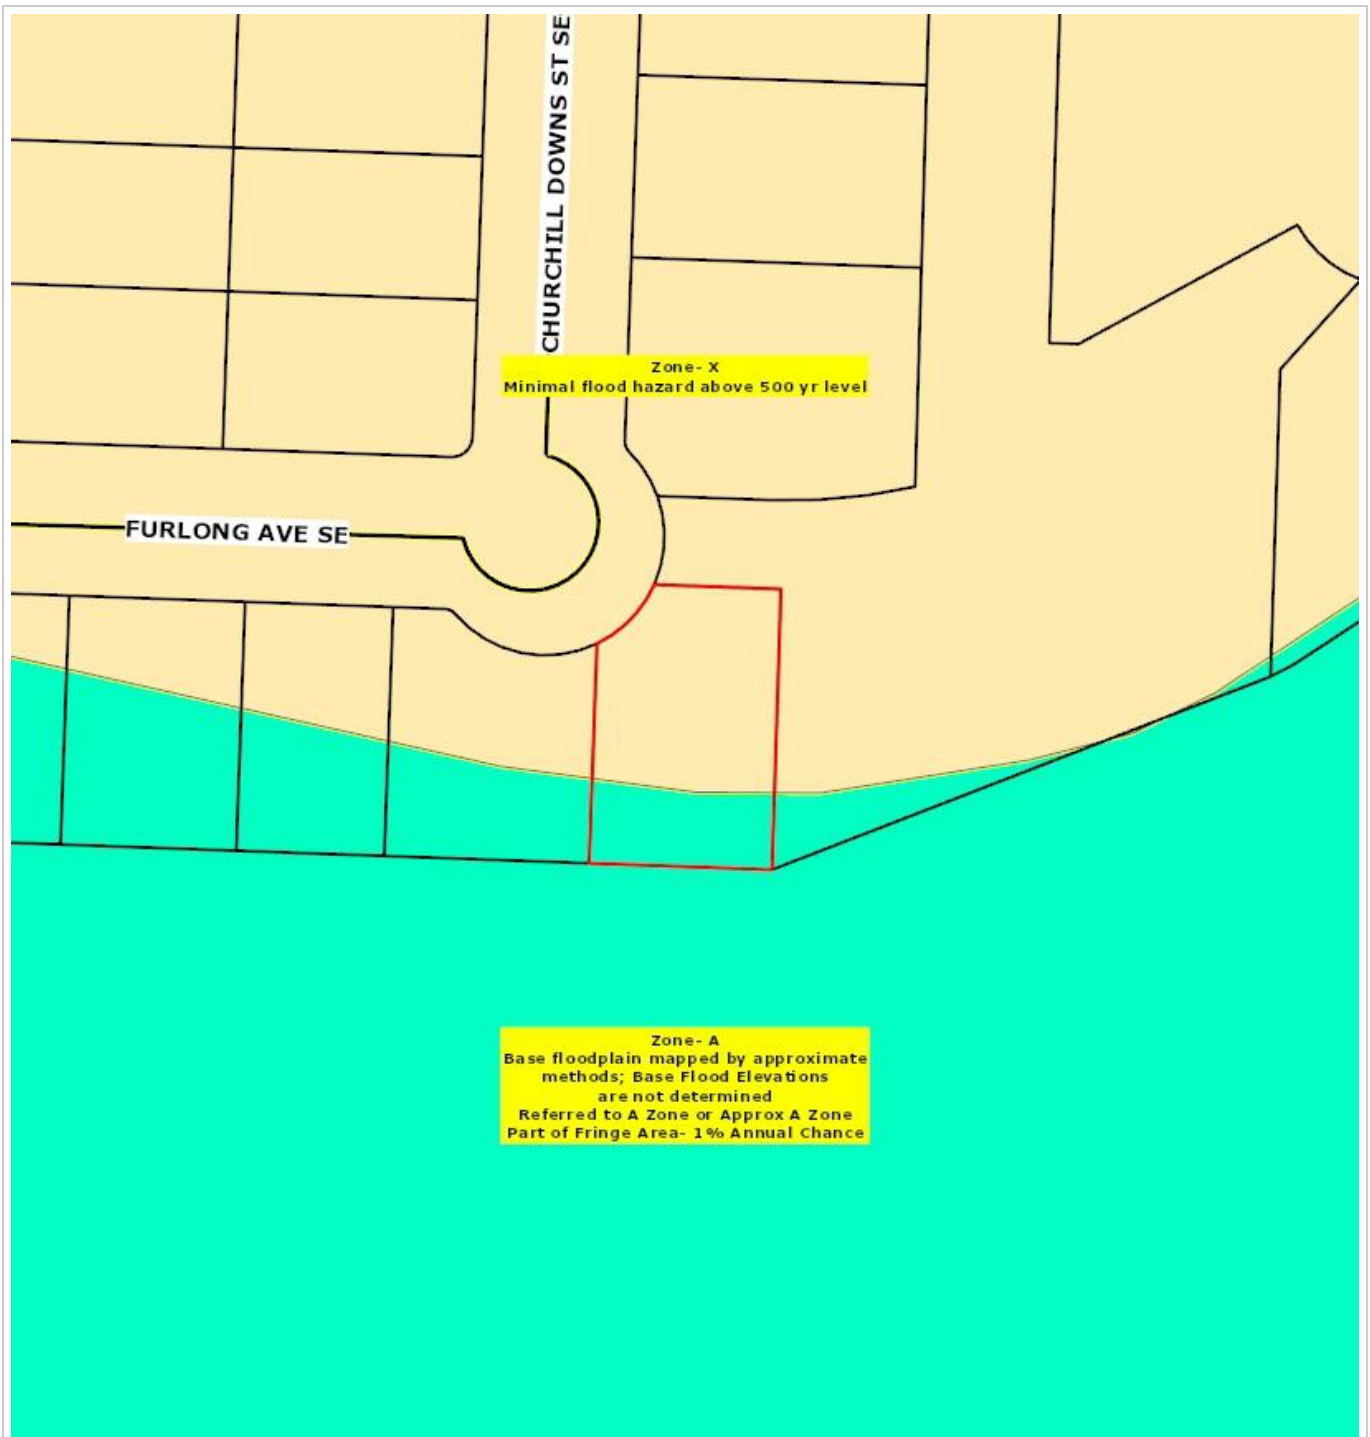 CHURCHILL DOWNS ST SE
Zone- X
Minimal flood hazard above 500 yr level
FURLONG AVE SE
Zone- A
Base floodplain mapped by approximate
methods; Base Flood Elevations
are not determined
Referred to A Zone or Approx A Zone
Part of Fringe Area- 1% Annual Chance